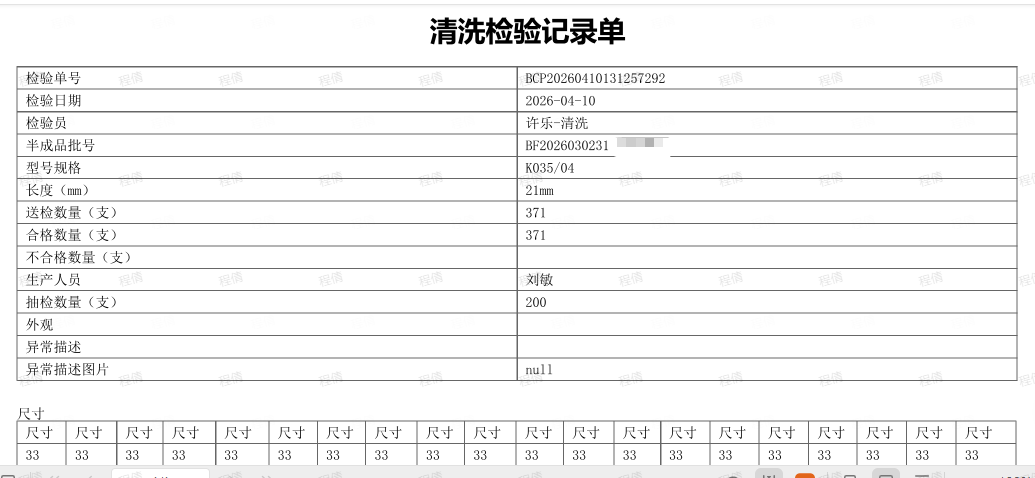 清洗检验记录单
检验单号 BCP20260410131257292
检验日期 2026-04-10
检验员 许乐-清洗
半成品批号 BF2026030231
型号规格 K035/04
长度（mm） 21mm
送检数量（支） 371
合格数量（支） 371
不合格数量（支）
生产人员 刘敏
抽检数量（支） 200
外观
异常描述
异常描述图片 null
尺寸
尺寸 尺寸 尺寸 尺寸 尺寸 尺寸 尺寸 尺寸 尺寸 尺寸 尺寸 尺寸 尺寸 尺寸 尺寸 尺寸 尺寸 尺寸 尺寸 尺寸
33 33 33 33 33 33 33 33 33 33 33 33 33 33 33 33 33 33 33 33